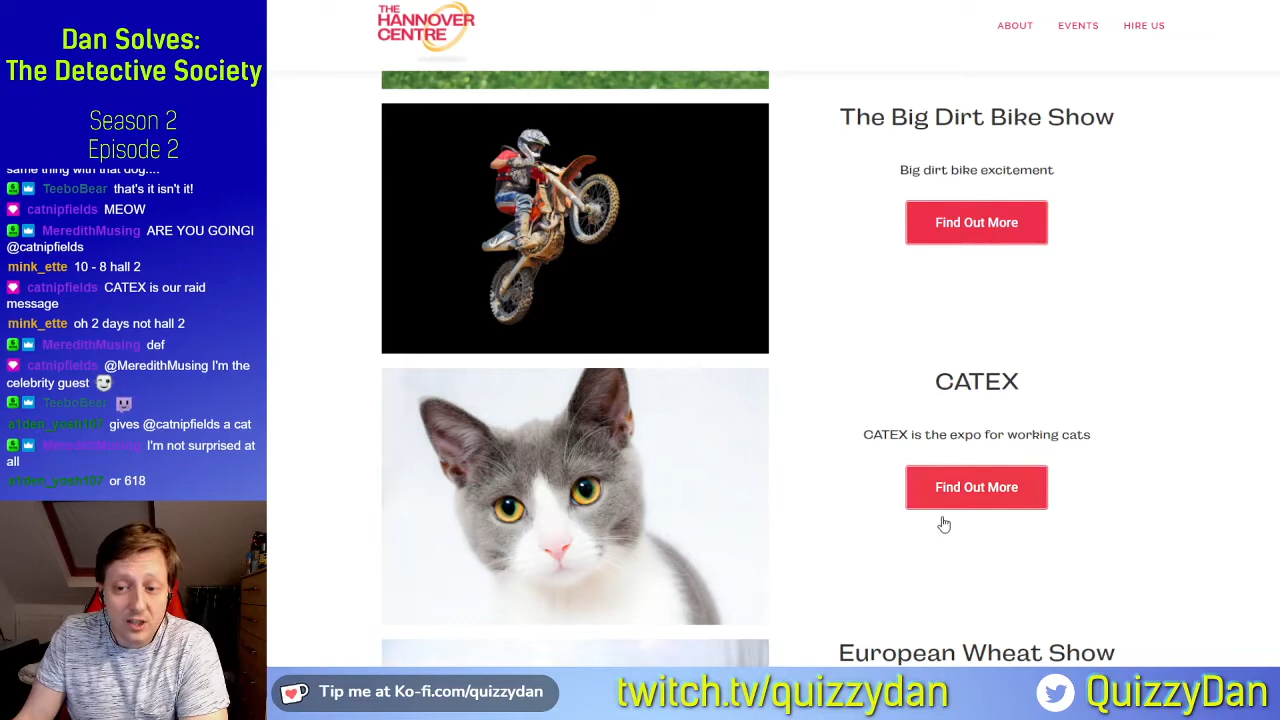 Dan Solves:
The Detective Society
Season 2
Episode 2
same thing with that dog....
TeeboBear that's it isn't it!
catnipfields MEOW
MeredithMusing ARE YOU GOING!
@catnipfields
mink_ette 10 - 8 hall 2
catnipfields CATEX is our raid
message
mink_ette oh 2 days not hall 2
MeredithMusing def
catnipfields @MeredithMusing I'm the
celebrity guest
TeeboBear
a1den_yosh107 gives @catnipfields a cat
MeredithMusing I'm not surprised at
all
a1den_yosh107 or 618
THE
HANNOVER
CENTRE
ABOUT EVENTS HIRE US
The Big Dirt Bike Show
Big dirt bike excitement
Find Out More
CATEX
CATEX is the expo for working cats
Find Out More
European Wheat Show
Tip me at Ko-fi.com/quizzydan
twitch.tv/quizzydan
QuizzyDan